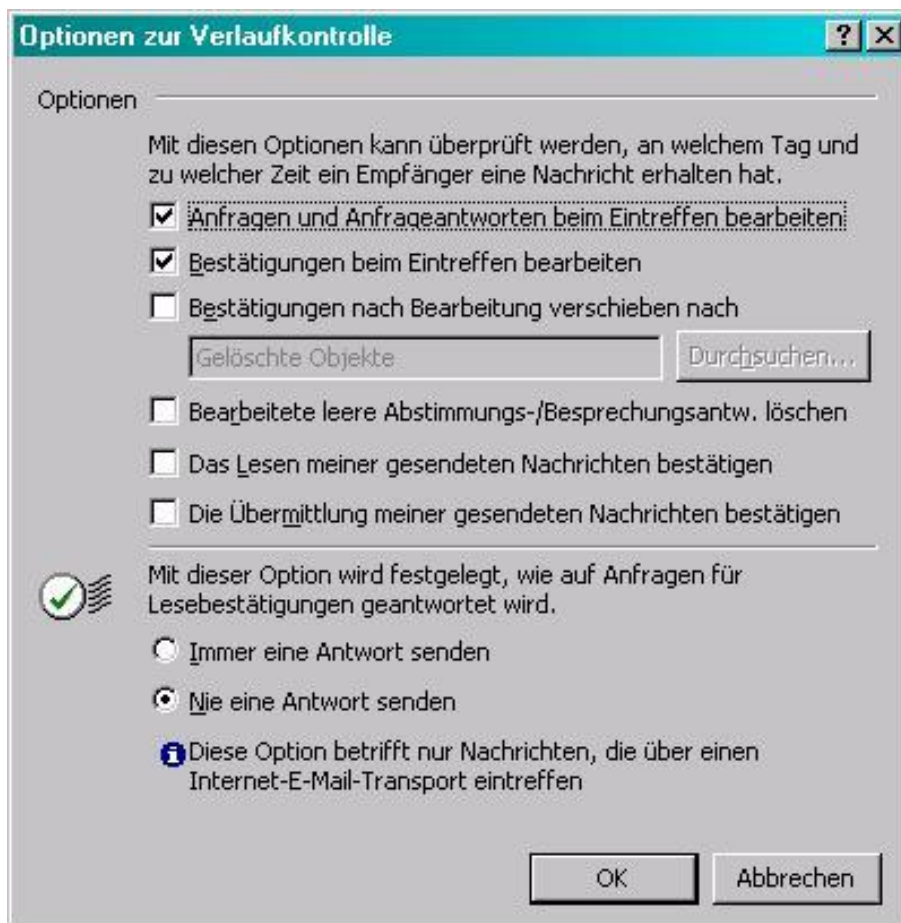 Optionen zur Verlaufkontrolle
Optionen
Mit diesen Optionen kann überprüft werden, an welchem Tag und
zu welcher Zeit ein Empfänger eine Nachricht erhalten hat.
Anfragen und Anfrageantworten beim Eintreffen bearbeiten
Bestätigungen beim Eintreffen bearbeiten
Bestätigungen nach Bearbeitung verschieben nach
Gelöschte Objekte
Durchsuchen...
Bearbeitete leere Abstimmungs-/Besprechungsantw. löschen
Das Lesen meiner gesendeten Nachrichten bestätigen
Die Übermittlung meiner gesendeten Nachrichten bestätigen
Mit dieser Option wird festgelegt, wie auf Anfragen für
Lesebestätigungen geantwortet wird.
Immer eine Antwort senden
Nie eine Antwort senden
Diese Option betrifft nur Nachrichten, die über einen
Internet-E-Mail-Transport eintreffen
OK
Abbrechen